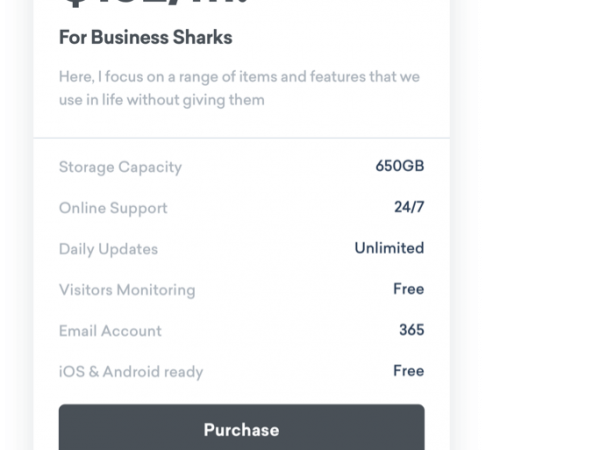 For Business Sharks
Here, I focus on a range of items and features that we
use in life without giving them
Storage Capacity 650GB
Online Support 24/7
Daily Updates Unlimited
Visitors Monitoring Free
Email Account 365
iOS & Android ready Free
Purchase